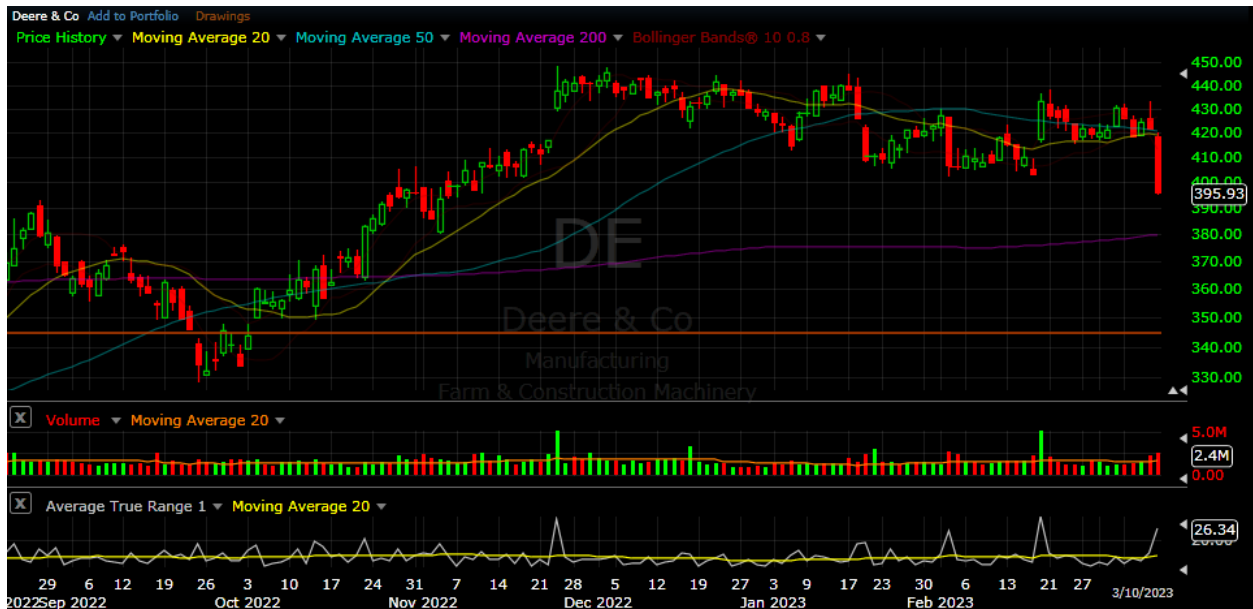 Deere & Co Add to Portfolio Drawings
Price History Moving Average 20 Moving Average 50 Moving Average 200 Bollinger Bands® 10 0.8
450.00
440.00
430.00
420.00
410.00
400.00
395.93
390.00
380.00
370.00
360.00
350.00
340.00
330.00
DE
Deere & Co
Manufacturing
Farm & Construction Machinery
X Volume Moving Average 20
5.0M
2.4M
0.00
X Average True Range 1 Moving Average 20
26.34
20.00
29 6 12 19 26 3 10 17 24 31 7 14 21 28 5 12 19 27 3 9 17 23 30 6 13 21 27
2022 Sep 2022 Oct 2022 Nov 2022 Dec 2022 Jan 2023 Feb 2023 3/10/2023